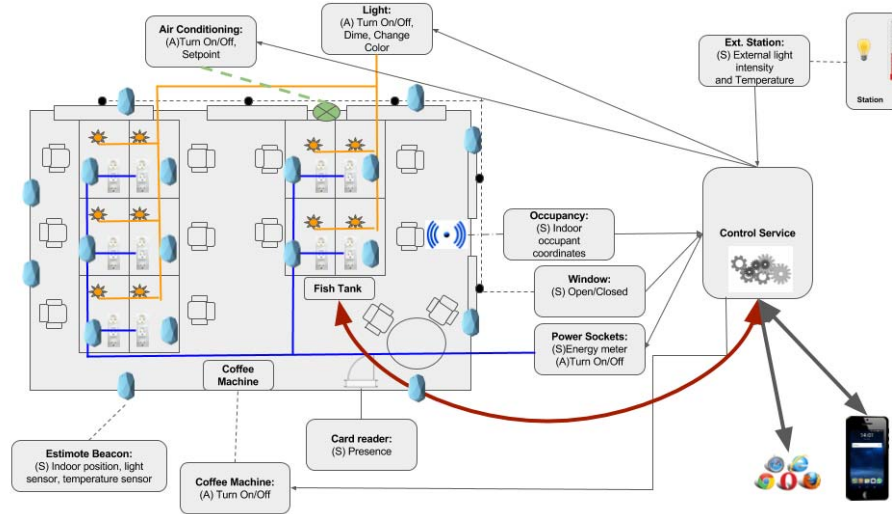 Air Conditioning:
(A)Turn On/Off,
Setpoint
Light:
(A) Turn On/Off,
Dime, Change
Color
Ext. Station:
(S) External light
intensity
and Temperature
Station
Occupancy:
(S) Indoor
occupant
coordinates
Control Service
Window:
(S) Open/Closed
Fish Tank
Power Sockets:
(S)Energy meter
(A)Turn On/Off
Coffee
Machine
Card reader:
(S) Presence
Estimote Beacon:
(S) Indoor position, light
sensor, temperature sensor
Coffee Machine:
(A) Turn On/Off
14:01